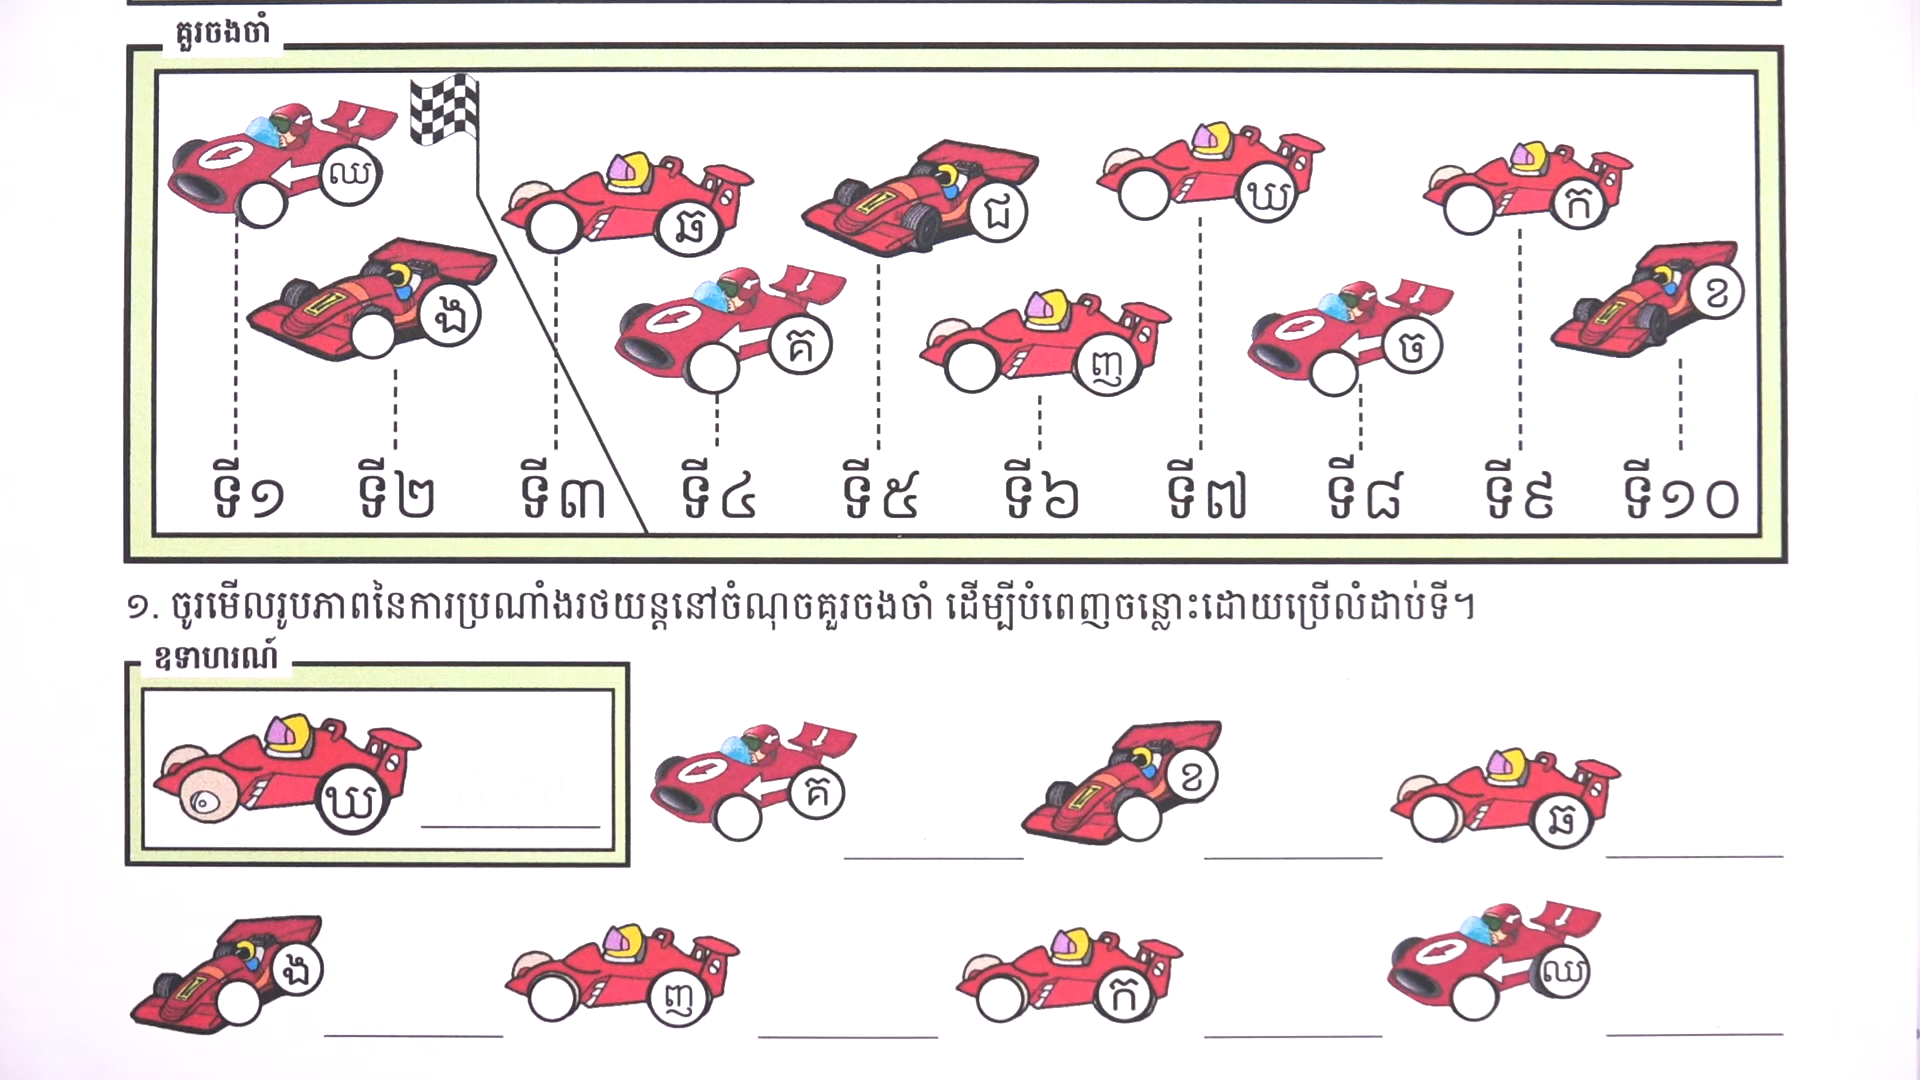 គួរចងចាំ
ឈ
ង
ឆ
គ
ជ
ញ
ឃ
ច
ក
ខ
ទី១ ទី២ ទី៣ ទី៤ ទី៥ ទី៦ ទី៧ ទី៨ ទី៩ ទី១០
១. ចូរមើលរូបភាពនៃការប្រណាំងរថយន្តនៅចំណុចគួរចងចាំ ដើម្បីបំពេញចន្លោះដោយប្រើលំដាប់ទី។
ឧទាហរណ៍
ឃ គ ខ ឆ
ង ញ ក ឈ